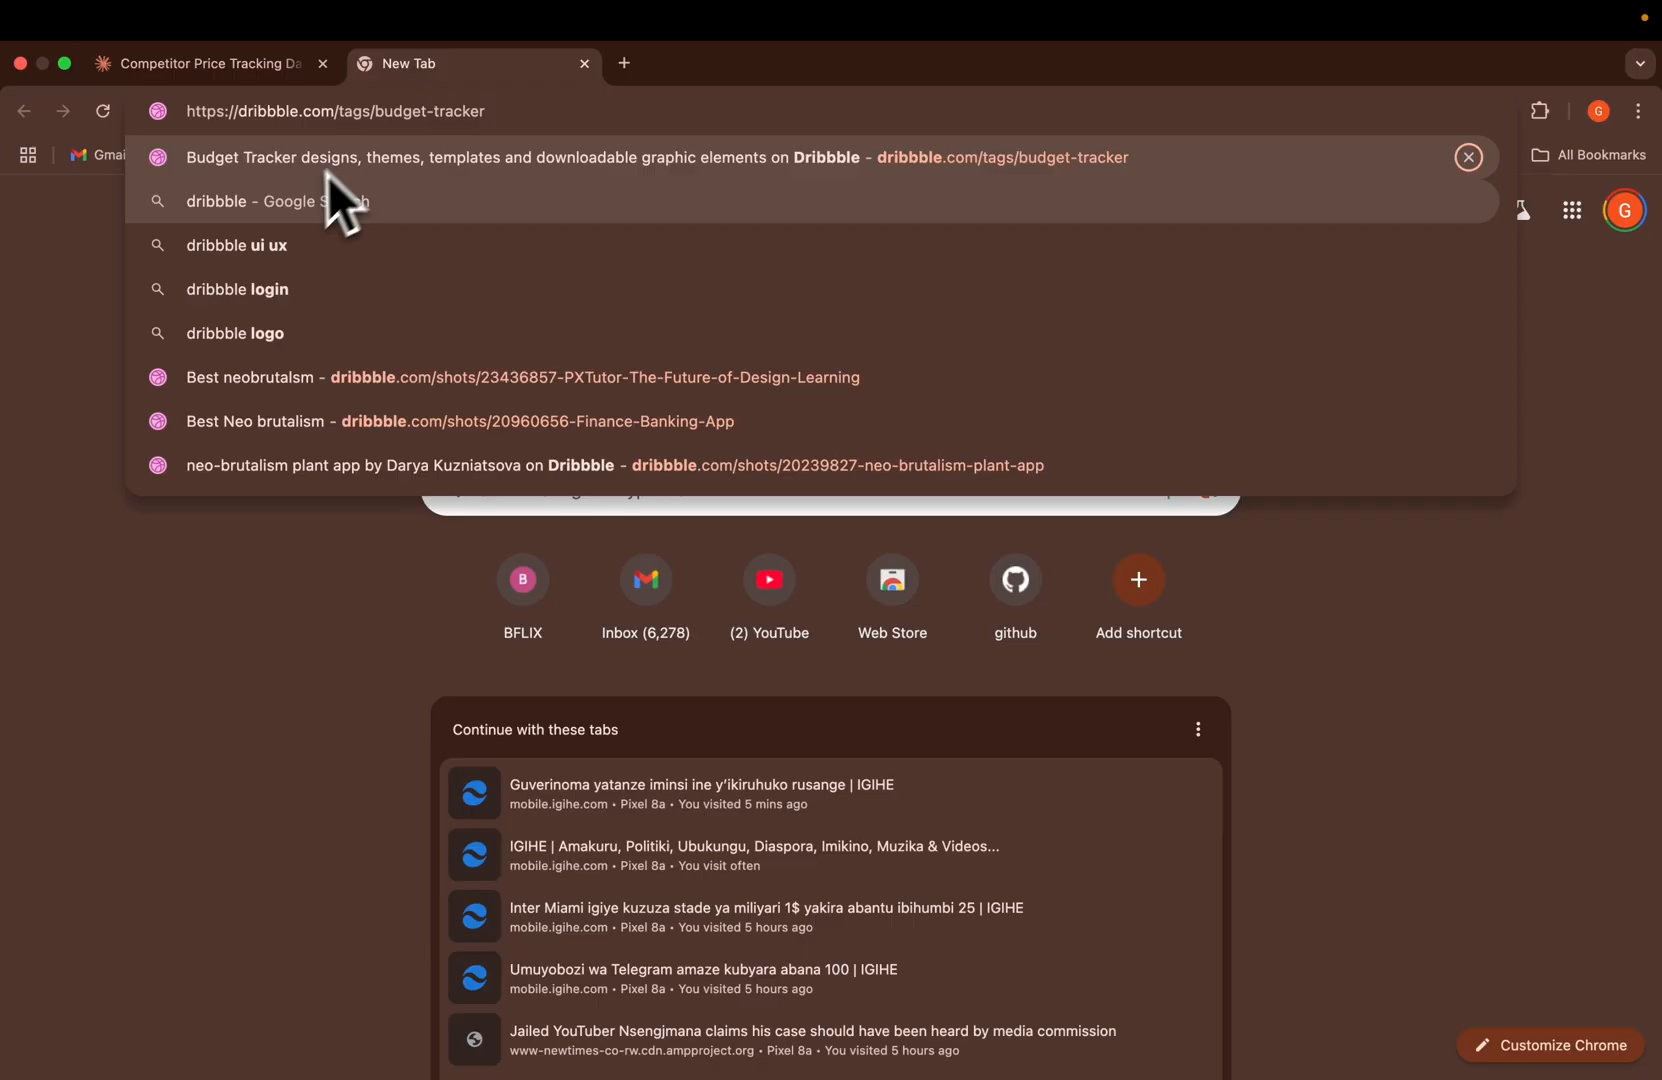 Competitor Price Tracking Da
New Tab
https://dribbble.com/tags/budget-tracker
Gmai
All Bookmarks
G
Budget Tracker designs, themes, templates and downloadable graphic elements on Dribbble - dribbble.com/tags/budget-tracker
dribbble - Google
G
dribbble ui ux
dribbble login
dribbble logo
Best neobrutalsm - dribbble.com/shots/23436857-PXTutor-The-Future-of-Design-Learning
Best Neo brutalism - dribbble.com/shots/20960656-Finance-Banking-App
neo-brutalism plant app by Darya Kuzniatsova on Dribbble - dribbble.com/shots/20239827-neo-brutalism-plant-app
B
BFLIX
Inbox (6,278)
(2) YouTube
Web Store
github
Add shortcut
Continue with these tabs
Guverinoma yatanze iminsi ine y'ikiruhuko rusange | IGIHE
mobile.igihe.com • Pixel 8a • You visited 5 mins ago
IGIHE | Amakuru, Politiki, Ubukungu, Diaspora, Imikino, Muzika & Videos...
mobile.igihe.com • Pixel 8a • You visit often
Inter Miami igiye kuzuza stade ya miliyari 1$ yakira abantu ibihumbi 25 | IGIHE
mobile.igihe.com • Pixel 8a • You visited 5 hours ago
Umuyobozi wa Telegram amaze kubyara abana 100 | IGIHE
mobile.igihe.com • Pixel 8a • You visited 5 hours ago
Jailed YouTuber Nsengjmana claims his case should have been heard by media commission
www-newtimes-co-rw.cdn.ampproject.org • Pixel 8a • You visited 5 hours ago
Customize Chrome